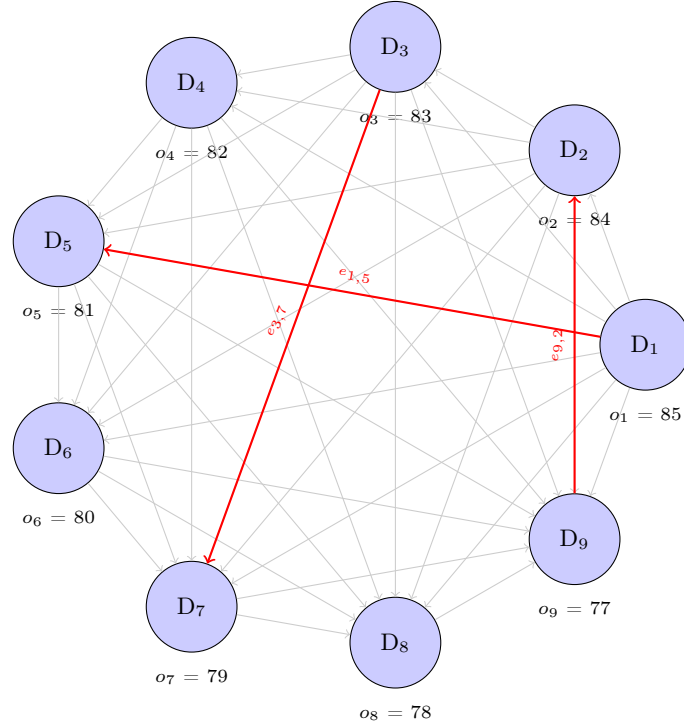 D₃
o₃ = 83
D₄
o₄ = 82
D₂
o₂ = 84
D₅
o₅ = 81
e₁,₅
e₃,₇
e₉,₂
D₁
o₁ = 85
D₆
o₆ = 80
D₉
o₉ = 77
D₇
o₇ = 79
D₈
o₈ = 78